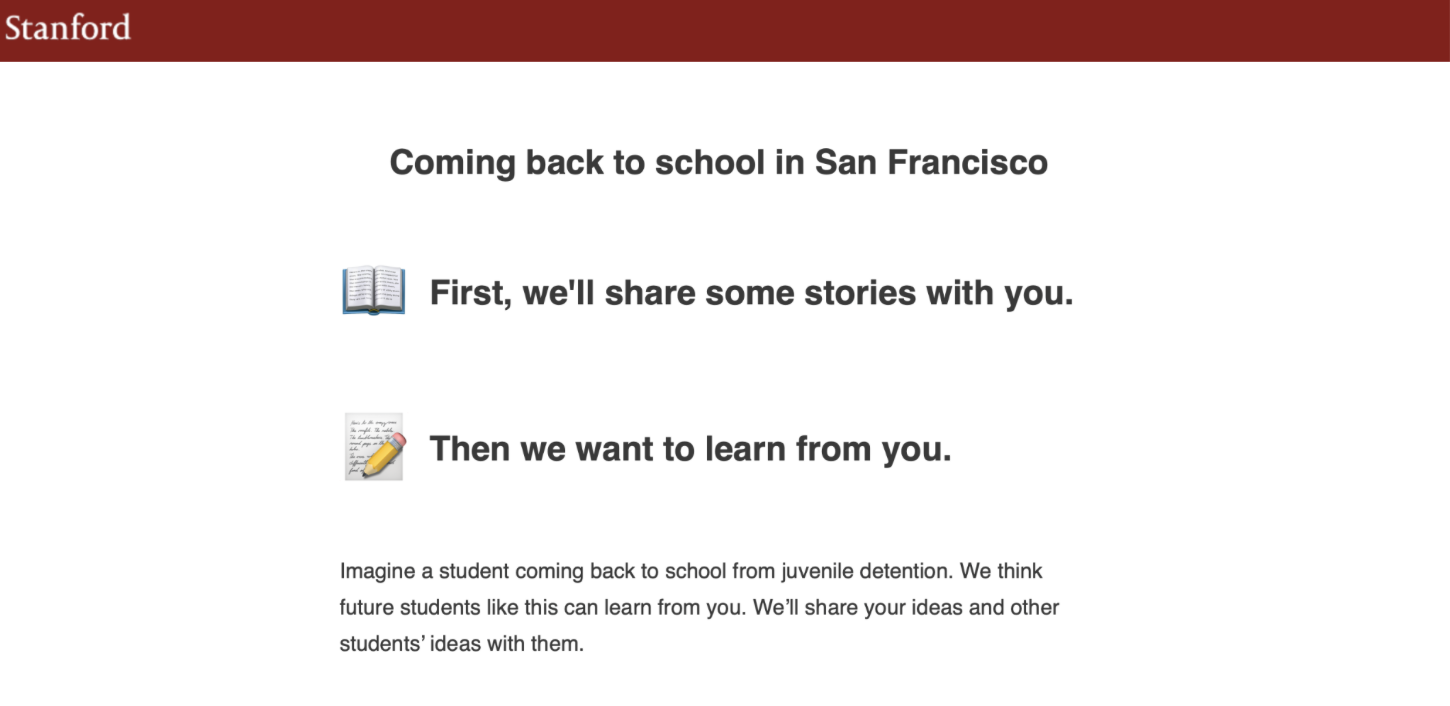 Stanford
Coming back to school in San Francisco
First, we'll share some stories with you.
Then we want to learn from you.
Imagine a student coming back to school from juvenile detention. We think
future students like this can learn from you. We’ll share your ideas and other
students’ ideas with them.